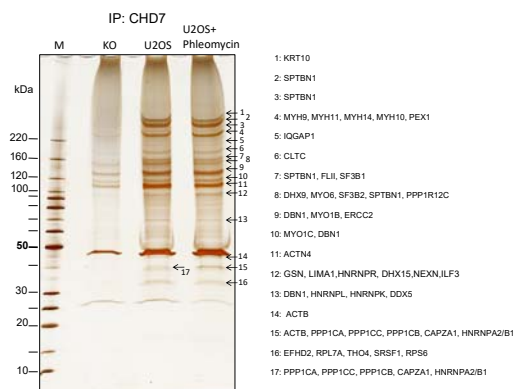 IP: CHD7
M KO U2OS U2OS+
Phleomycin
kDa
220
160
120
100
50
30
20
10
1
2
3
4
5
6
7
8
9
10
11
12
13
14
15
16
17
1: KRT10
2: SPTBN1
3: SPTBN1
4: MYH9, MYH11, MYH14, MYH10, PEX1
5: IQGAP1
6: CLTC
7: SPTBN1, FLII, SF3B1
8: DHX9, MYO6, SF3B2, SPTBN1, PPP1R12C
9: DBN1, MYO1B, ERCC2
10: MYO1C, DBN1
11: ACTN4
12: GSN, LIMA1,HNRNPR, DHX15,NEXN,ILF3
13: DBN1, HNRNPL, HNRNPK, DDX5
14: ACTB
15: ACTB, PPP1CA, PPP1CC, PPP1CB, CAPZA1, HNRNPA2/B1
16: EFHD2, RPL7A, THO4, SRSF1, RPS6
17: PPP1CA, PPP1CC, PPP1CB, CAPZA1, HNRNPA2/B1